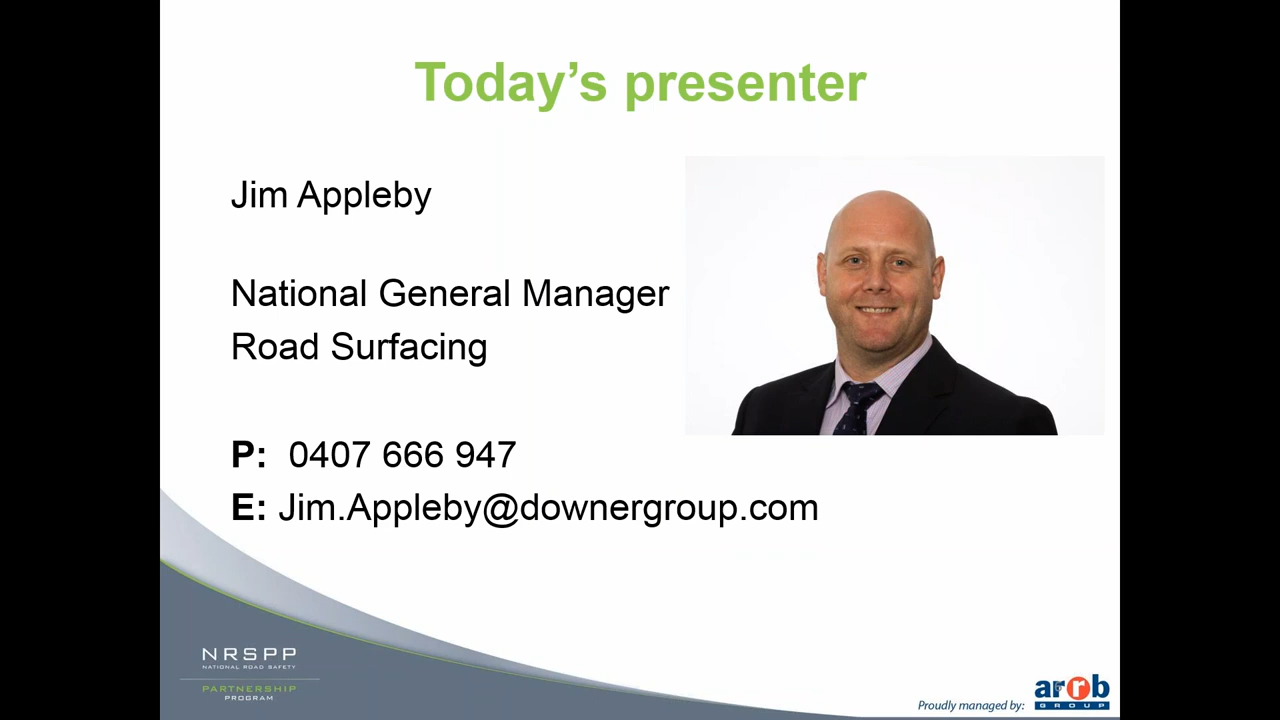 Today's presenter
Jim Appleby
National General Manager
Road Surfacing
P: 0407 666 947
E: Jim.Appleby@downergroup.com
NRSPP
NATIONAL ROAD SAFETY
PARTNERSHIP
PROGRAM
Proudly managed by:
arrb
GROUP